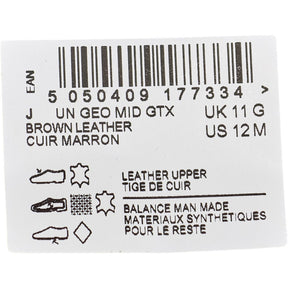 EAN
5 050409 177334 >
J UN GEO MID GTX UK 11 G
BROWN LEATHER US 12 M
CUIR MARRON
LEATHER UPPER
TIGE DE CUIR
BALANCE MAN MADE
MATERIAUX SYNTHETIQUES
POUR LE RESTE